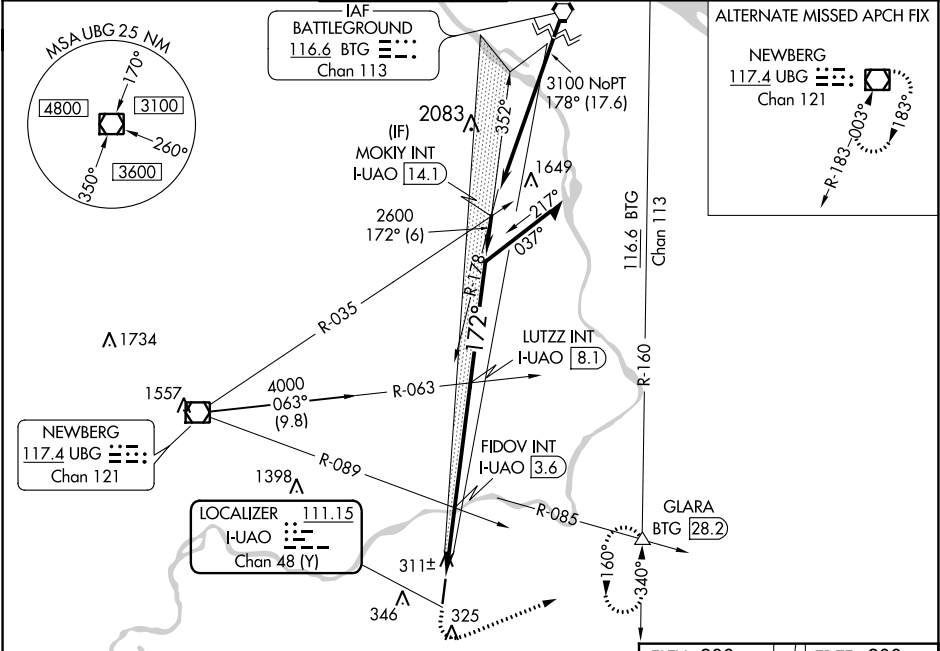 MSA UBG 25 NM
170°
4800
3100
260°
3600
350°
IAF
BATTLEGROUND
116.6 BTG
Chan 113
3100 NoPT
178° (17.6)
2083
352°
(IF)
MOKIY INT
I-UAO 14.1
1649
2600
172° (6)
217°
037°
R-178
172°
R-035
1734
LUTZZ INT
I-UAO 8.1
1557
4000
063°
(9.8)
R-063
NEWBERG
117.4 UBG
Chan 121
R-089
FIDOV INT
I-UAO 3.6
1398
LOCALIZER 111.15
I-UAO
Chan 48 (Y)
311±
346
325
R-085
GLARA
BTG 28.2
160°
340°
116.6 BTG
Chan 113
R-160
ALTERNATE MISSED APCH FIX
NEWBERG
117.4 UBG
Chan 121
R-183
003°
183°